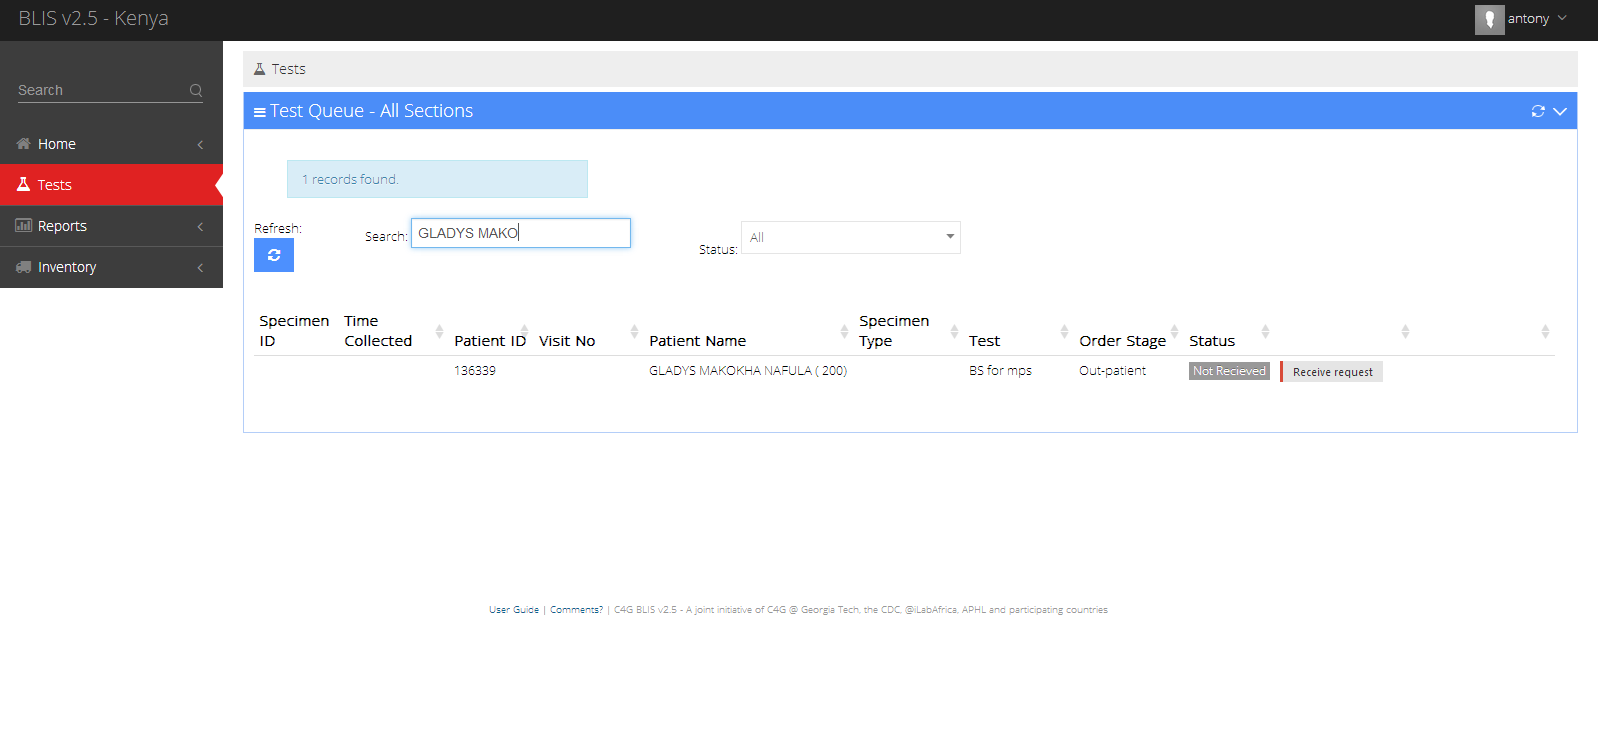 BLIS v2.5 - Kenya
antony
Search
Home
Tests
Reports
Inventory
Tests
Test Queue - All Sections
1 records found.
Refresh:
Search: GLADYS MAKO
Status: All
Specimen ID Time Collected Patient ID Visit No Patient Name Specimen Type Test Order Stage Status
136339 GLADYS MAKOKHA NAFULA ( 200) BS for mps Out-patient Not Recieved Receive request
User Guide | Comments? | C4G BLIS v2.5 - A joint initiative of C4G @ Georgia Tech, the CDC, @iLabAfrica, APHL and participating countries